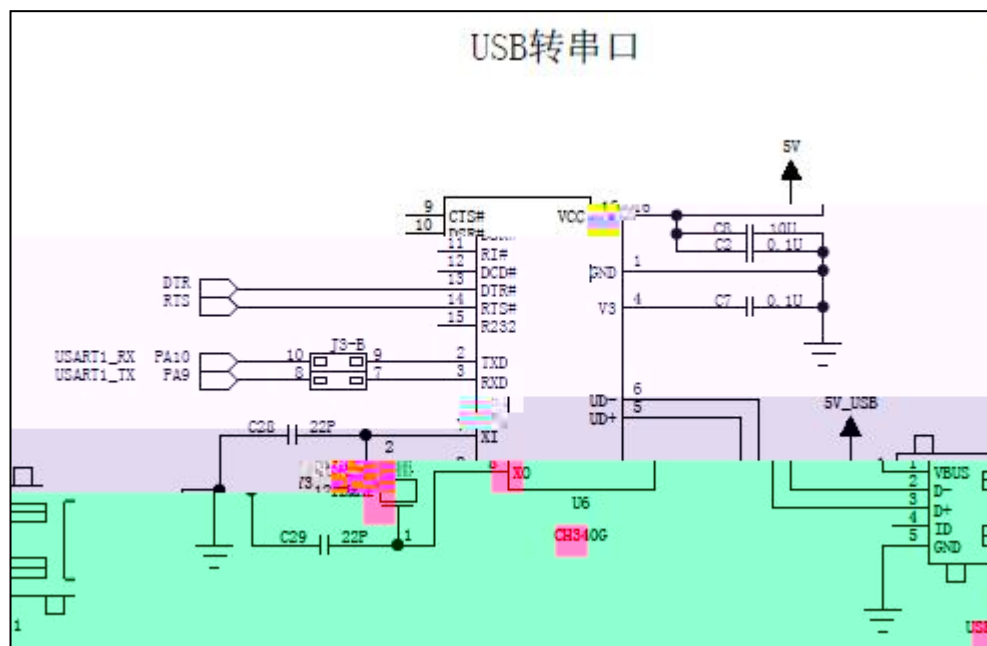 USB转串口
5V
9 CTS# VCC
10 DSR#
C8 10U
11 RI# C2 0.1U
12 DCD# GND 1
DTR 13 DTR#
RTS 14 RTS# V3 4 C7 0.1U
15 R232
J3-B
USART1_RX PA10 10 9 2 TXD
USART1_TX PA9 8 7 3 RXD
UD- 6
UD+ 5 5V_USB
C28 22P XI
2
XO 1 VBUS
2 D-
U6 3 D+
C29 22P 1 CH340G 4 ID
5 GND
1